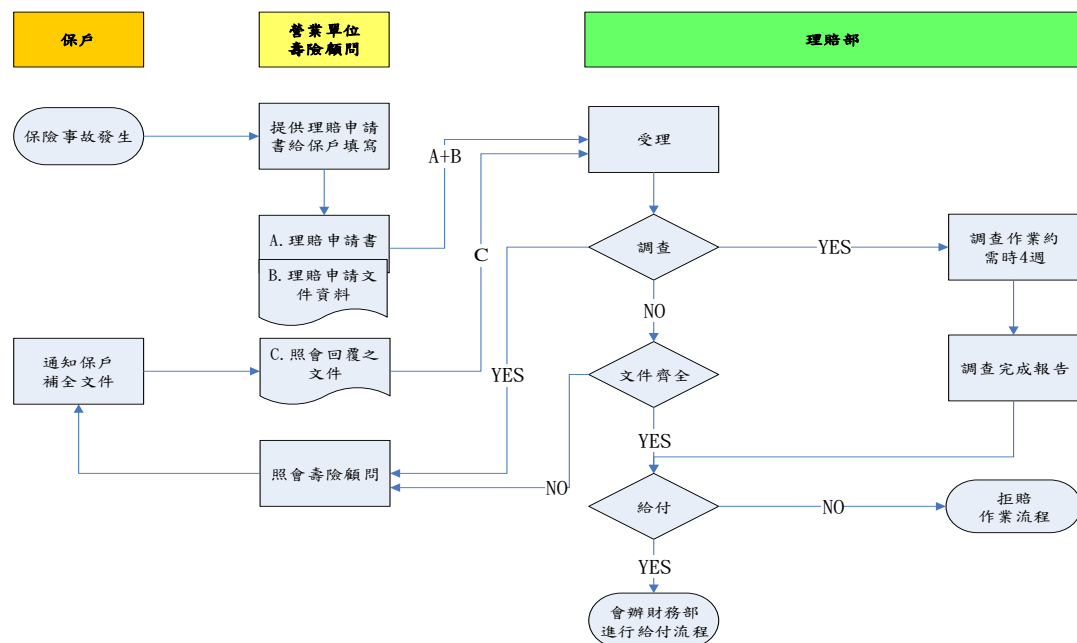 保戶
營業單位
壽險顧問
理賠部
保險事故發生
提供理賠申請
書給保戶填寫
A+B
受理
A.理賠申請書
B.理賠申請文
件資料
C
調查
YES
調查作業約
需時4週
NO
通知保戶
補全文件
C.照會回覆之
文件
YES
文件齊全
調查完成報告
YES
照會壽險顧問
NO
給付
NO
拒賠
作業流程
YES
會辦財務部
進行給付流程